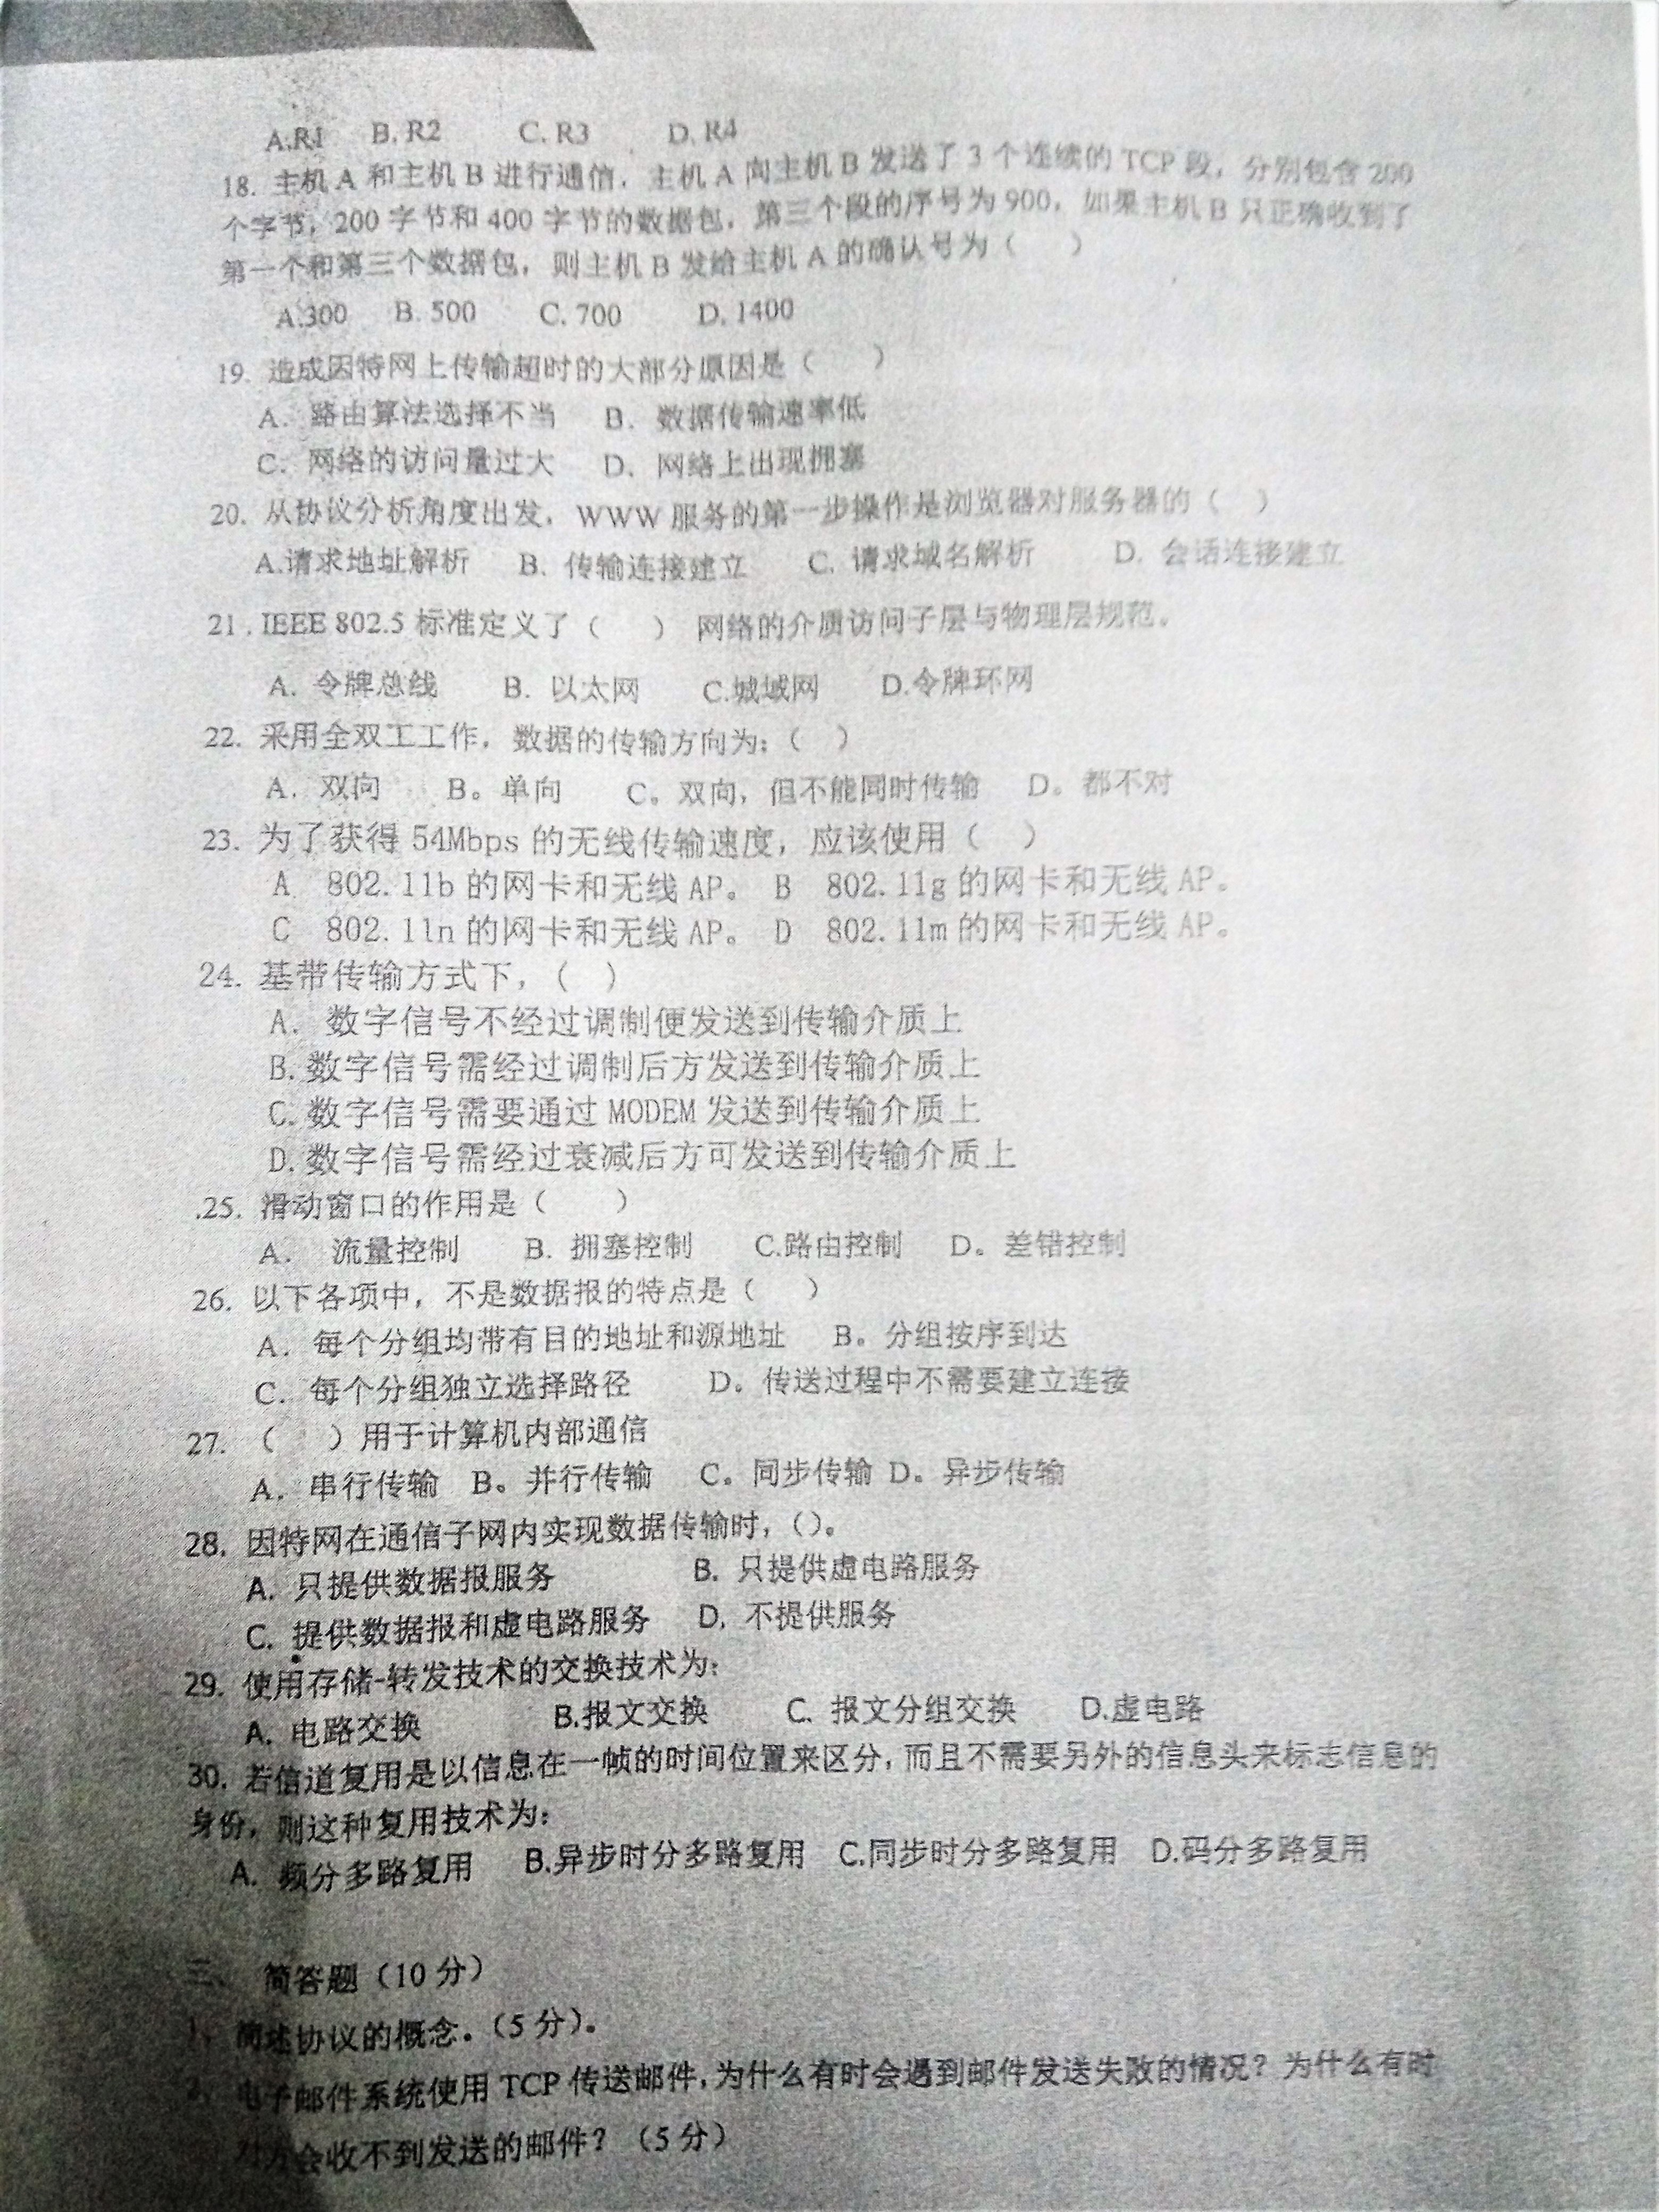 A.R1 B. R2 C. R3 D. R4
18. 主机 A 和主机 B 进行通信，主机 A 向主机 B 发送了 3 个连续的 TCP 段，分别包含 200
个字节，200 字节和 400 字节的数据包，第三个段的序号为 900，如果主机 B 只正确收到了
第一个和第三个数据包，则主机 B 发给主机 A 的确认号为（ ）
A.300 B. 500 C. 700 D. 1400
19. 造成因特网上传输超时的大部分原因是（ ）
A. 路由算法选择不当 B. 数据传输速率低
C. 网络的访问量过大 D. 网络上出现拥塞
20. 从协议分析角度出发，WWW 服务的第一步操作是浏览器对服务器的（ ）
A.请求地址解析 B. 传输连接建立 C. 请求域名解析 D. 会话连接建立
21 . IEEE 802.5 标准定义了（ ） 网络的介质访问子层与物理层规范。
A. 令牌总线 B. 以太网 C.城域网 D.令牌环网
22. 采用全双工工作，数据的传输方向为:（ ）
A. 双向 B。单向 C。双向，但不能同时传输 D。都不对
23. 为了获得 54Mbps 的无线传输速度，应该使用（ ）
A 802.11b 的网卡和无线 AP。 B 802.11g 的网卡和无线 AP。
C 802.11n 的网卡和无线 AP。 D 802.11m 的网卡和无线 AP。
24. 基带传输方式下，（ ）
A. 数字信号不经过调制便发送到传输介质上
B. 数字信号需经过调制后方发送到传输介质上
C. 数字信号需要通过 MODEM 发送到传输介质上
D. 数字信号需经过衰减后方可发送到传输介质上
.25. 滑动窗口的作用是（ ）
A. 流量控制 B. 拥塞控制 C.路由控制 D。差错控制
26. 以下各项中，不是数据报的特点是（ ）
A. 每个分组均带有目的地址和源地址 B。分组按序到达
C. 每个分组独立选择路径 D。传送过程中不需要建立连接
27. （ ）用于计算机内部通信
A. 串行传输 B。并行传输 C。同步传输 D。异步传输
28. 因特网在通信子网内实现数据传输时，（）。
A. 只提供数据报服务 B. 只提供虚电路服务
C. 提供数据报和虚电路服务 D. 不提供服务
29. 使用存储-转发技术的交换技术为:
A. 电路交换 B.报文交换 C. 报文分组交换 D.虚电路
30. 若信道复用是以信息在一帧的时间位置来区分，而且不需要另外的信息头来标志信息的
身份，则这种复用技术为:
A. 频分多路复用 B.异步时分多路复用 C.同步时分多路复用 D.码分多路复用
三、 简答题（10 分）
1、简述协议的概念。（5 分）。
2、电子邮件系统使用 TCP 传送邮件，为什么有时会遇到邮件发送失败的情况？为什么有时
对方会收不到发送的邮件？（5 分）